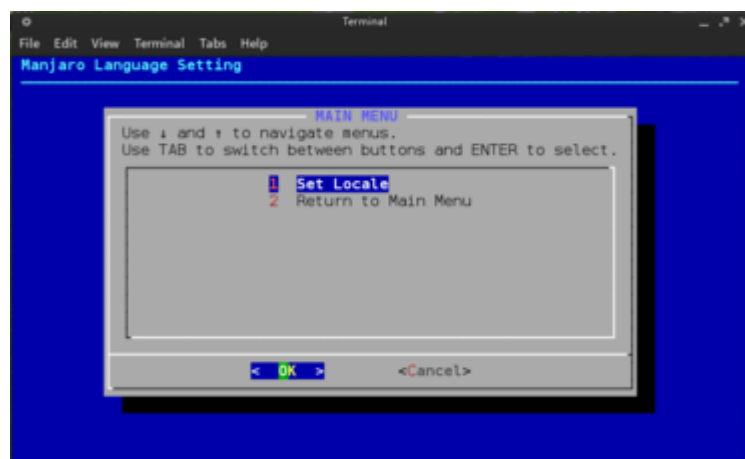 Terminal
File Edit View Terminal Tabs Help
Manjaro Language Setting
MAIN MENU
Use ↓ and ↑ to navigate menus.
Use TAB to switch between buttons and ENTER to select.
1 Set Locale
2 Return to Main Menu
< OK > <Cancel>